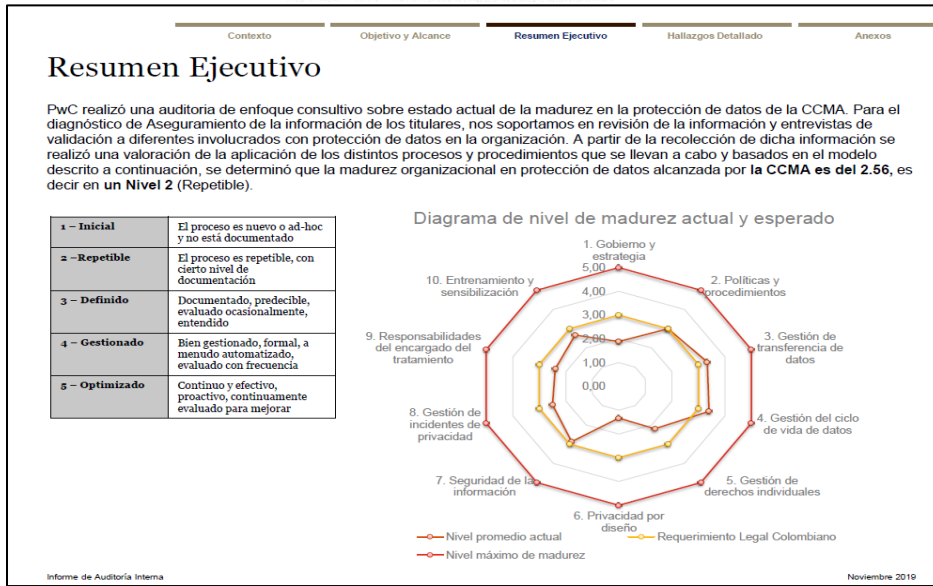 Contexto
Objetivo y Alcance
Resumen Ejecutivo
Hallazgos Detallado
Anexos
Resumen Ejecutivo
PwC realizó una auditoria de enfoque consultivo sobre estado actual de la madurez en la protección de datos de la CCMA. Para el
diagnóstico de Aseguramiento de la información de los titulares, nos soportamos en revisión de la información y entrevistas de
validación a diferentes involucrados con protección de datos en la organización. A partir de la recolección de dicha información se
realizó una valoración de la aplicación de los distintos procesos y procedimientos que se llevan a cabo y basados en el modelo
descrito a continuación, se determinó que la madurez organizacional en protección de datos alcanzada por la CCMA es del 2.56, es
decir en un Nivel 2 (Repetible).
1 – Inicial
El proceso es nuevo o ad-hoc
y no está documentado
2 –Repetible
El proceso es repetible, con
cierto nivel de
documentación
3 – Definido
Documentado, predecible,
evaluado ocasionalmente,
entendido
4 – Gestionado
Bien gestionado, formal, a
menudo automatizado,
evaluado con frecuencia
5 – Optimizado
Continuo y efectivo,
proactivo, continuamente
evaluado para mejorar
Diagrama de nivel de madurez actual y esperado
1. Gobierno y
estrategia
2. Políticas y
procedimientos
3. Gestión de
transferencia de
datos
4. Gestión del ciclo
de vida de datos
5. Gestión de
derechos individuales
6. Privacidad por
diseño
7. Seguridad de la
información
8. Gestión de
incidentes de
privacidad
9. Responsabilidades
del encargado del
tratamiento
10. Entrenamiento y
sensibilización
5,00
4,00
3,00
2,00
1,00
0,00
Nivel promedio actual
Requerimiento Legal Colombiano
Nivel máximo de madurez
Informe de Auditoría Interna
Noviembre 2019